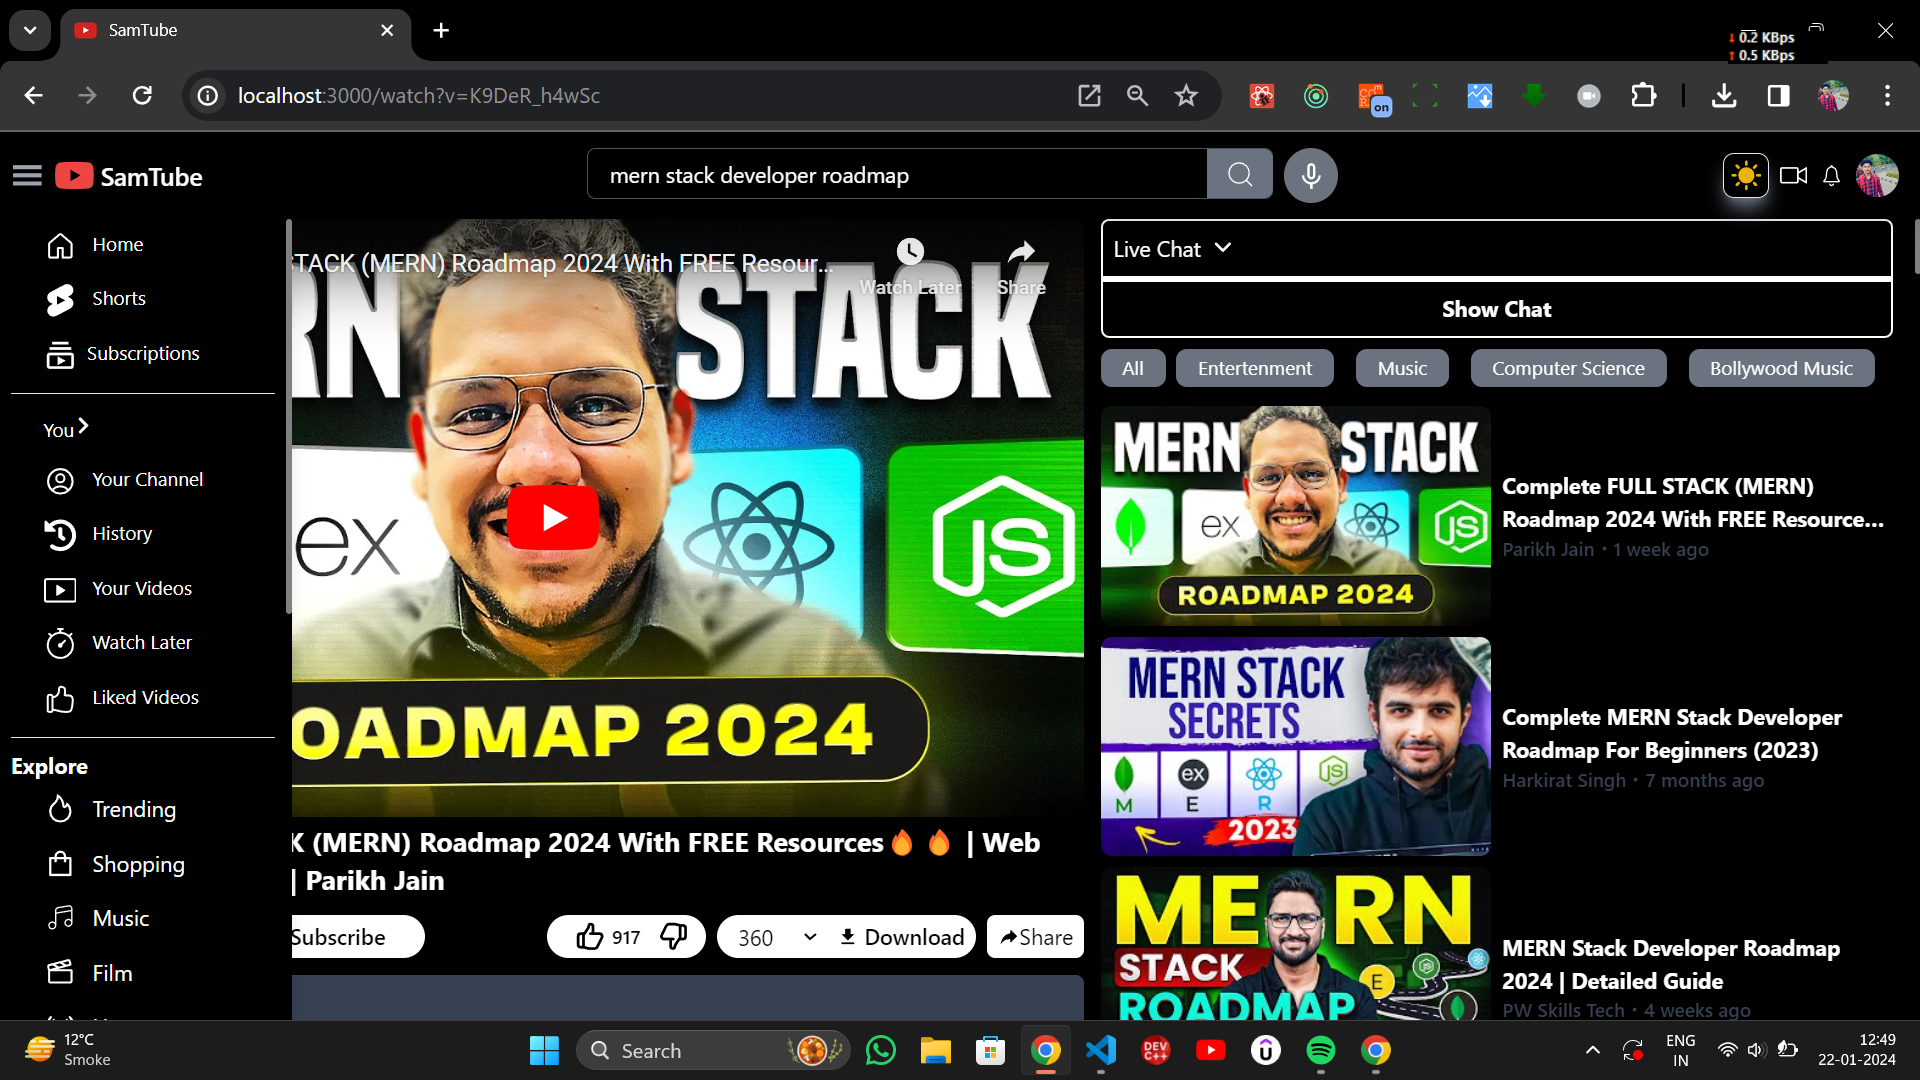 SamTube
0.2 KBps
0.5 KBps
localhost:3000/watch?v=K9DeR_h4wSc
on
SamTube
mern stack developer roadmap
Home
Shorts
Subscriptions
You
Your Channel
History
Your Videos
Watch Later
Liked Videos
Explore
Trending
Shopping
Music
Film
STACK (MERN) Roadmap 2024 With FREE Resour...
Watch Later
Share
RN STACK
ex
JS
OADMAP 2024
K (MERN) Roadmap 2024 With FREE Resources🔥 🔥 | Web
| Parikh Jain
Subscribe
917
360
Download
Share
Live Chat
Show Chat
All
Entertenment
Music
Computer Science
Bollywood Music
MERN STACK
ex
JS
ROADMAP 2024
Complete FULL STACK (MERN)
Roadmap 2024 With FREE Resource...
Parikh Jain • 1 week ago
MERN STACK
SECRETS
ex
JS
M
E
R
2023
Complete MERN Stack Developer
Roadmap For Beginners (2023)
Harkirat Singh • 7 months ago
MERN
STACK
ROADMAP
E
MERN Stack Developer Roadmap
2024 | Detailed Guide
PW Skills Tech • 4 weeks ago
12°C
Smoke
Search
DEV
C++
ENG
IN
12:49
22-01-2024